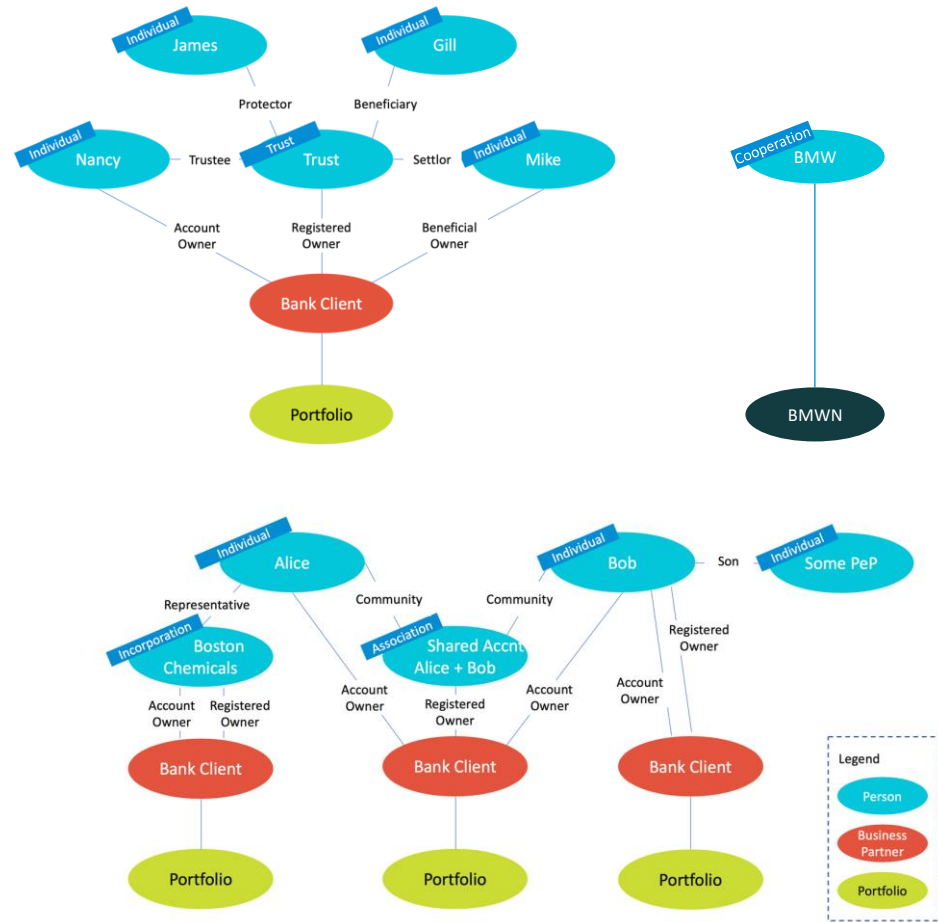 Individual
James
Individual
Gill
Protector
Beneficiary
Individual
Nancy
Trustee
Trust
Trust
Settlor
Individual
Mike
Cooperation
BMW
Account
Owner
Registered
Owner
Beneficial
Owner
Bank Client
Portfolio
BMWN
Individual
Alice
Individual
Bob
Son
Individual
Some PeP
Representative
Community
Community
Incorporation
Boston
Chemicals
Association
Shared Accnt
Alice + Bob
Registered
Owner
Account
Owner
Registered
Owner
Account
Owner
Registered
Owner
Account
Owner
Account
Owner
Bank Client
Bank Client
Bank Client
Portfolio
Portfolio
Portfolio
Legend
Person
Business
Partner
Portfolio